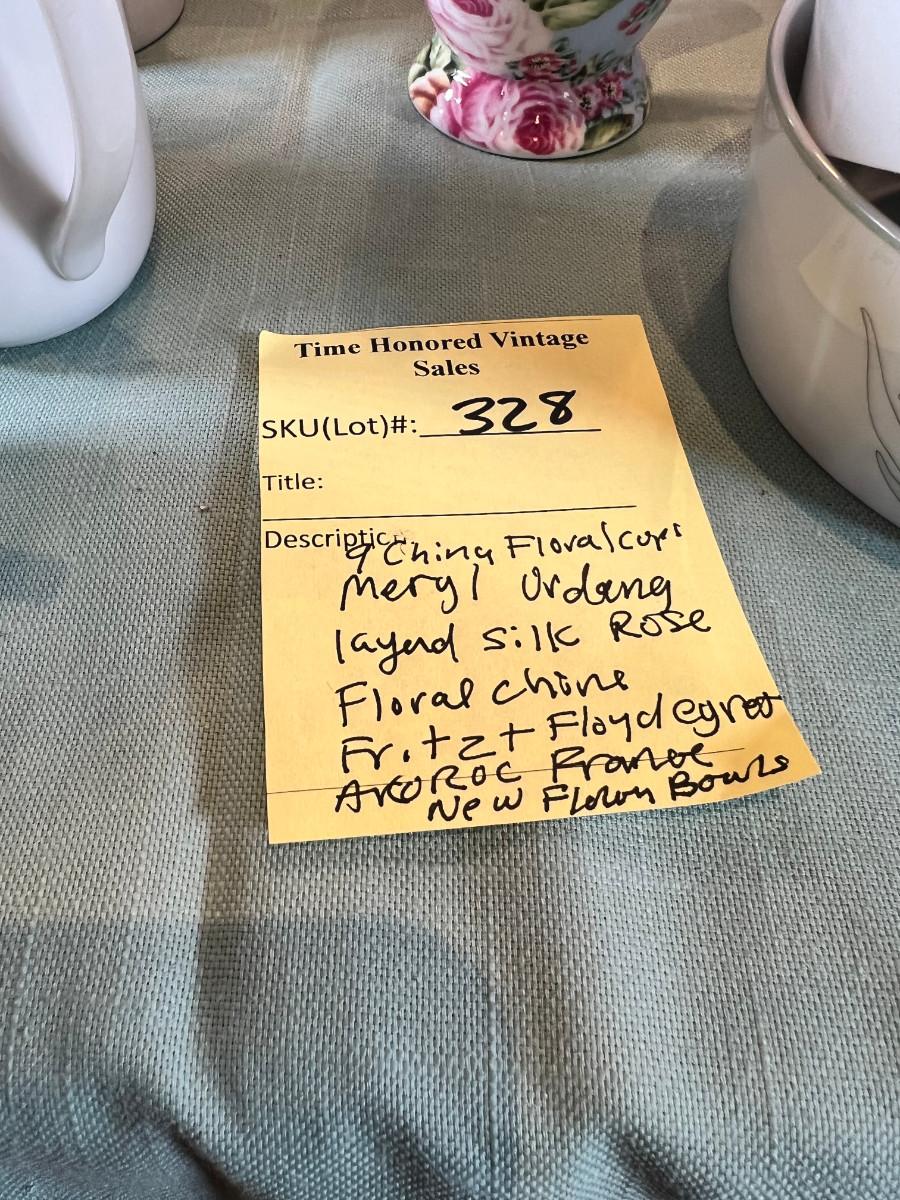 Time Honored Vintage
Sales
SKU(Lot)#: 328
Title:
Description:
9 China Floral cups
Meryl Urdang
layerd silk Rose
Floral chine
Fritz + Floyd egret
ArcoRoc France
New Flown Bowls